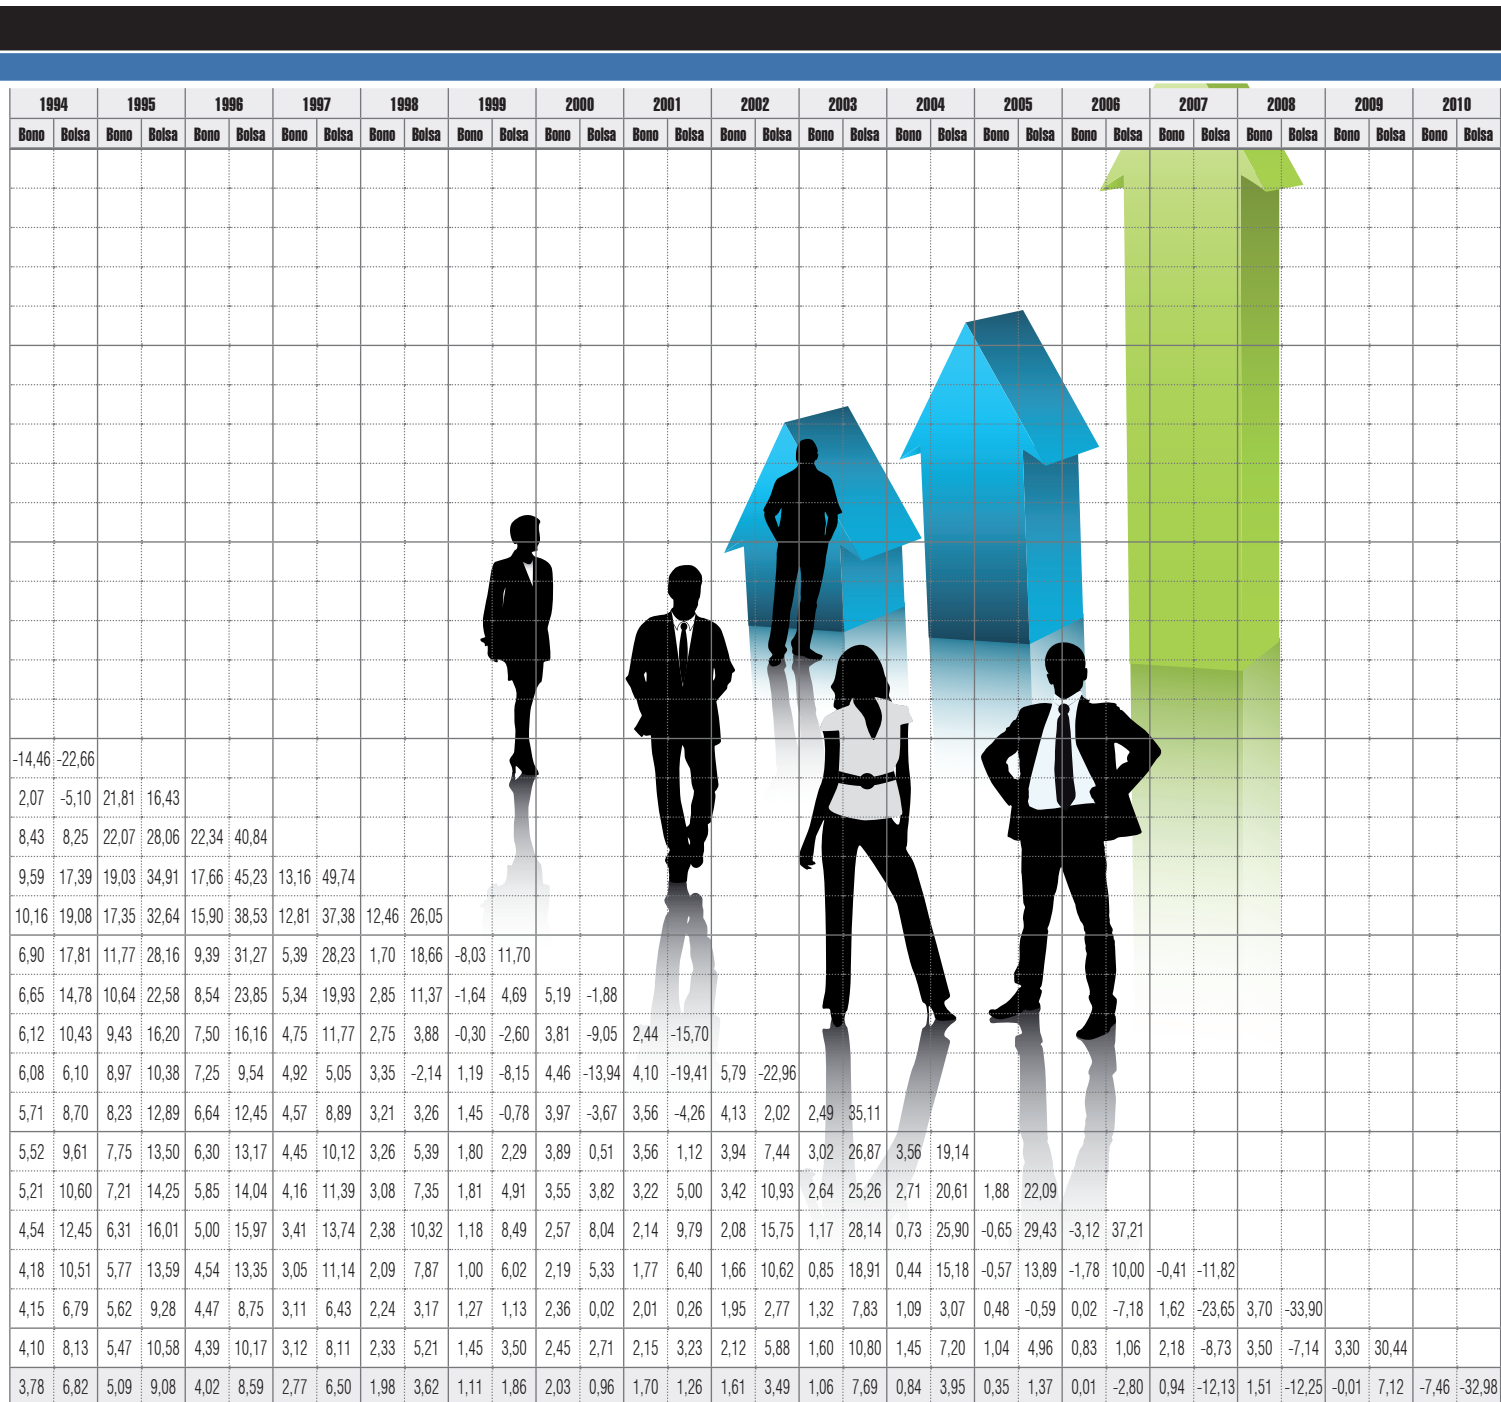 1994 1995 1996 1997 1998 1999 2000 2001 2002 2003 2004 2005 2006 2007 2008 2009 2010
Bono Bolsa Bono Bolsa Bono Bolsa Bono Bolsa Bono Bolsa Bono Bolsa Bono Bolsa Bono Bolsa Bono Bolsa Bono Bolsa Bono Bolsa Bono Bolsa Bono Bolsa Bono Bolsa Bono Bolsa Bono Bolsa Bono Bolsa
-14,46 -22,66
2,07 -5,10 21,81 16,43
8,43 8,25 22,07 28,06 22,34 40,84
9,59 17,39 19,03 34,91 17,66 45,23 13,16 49,74
10,16 19,08 17,35 32,64 15,90 38,53 12,81 37,38 12,46 26,05
6,90 17,81 11,77 28,16 9,39 31,27 5,39 28,23 1,70 18,66 -8,03 11,70
6,65 14,78 10,64 22,58 8,54 23,85 5,34 19,93 2,85 11,37 -1,64 4,69 5,19 -1,88
6,12 10,43 9,43 16,20 7,50 16,16 4,75 11,77 2,75 3,88 -0,30 -2,60 3,81 -9,05 2,44 -15,70
6,08 6,10 8,97 10,38 7,25 9,54 4,92 5,05 3,35 -2,14 1,19 -8,15 4,46 -13,94 4,10 -19,41 5,79 -22,96
5,71 8,70 8,23 12,89 6,64 12,45 4,57 8,89 3,21 3,26 1,45 -0,78 3,97 -3,67 3,56 -4,26 4,13 2,02 2,49 35,11
5,52 9,61 7,75 13,50 6,30 13,17 4,45 10,12 3,26 5,39 1,80 2,29 3,89 0,51 3,56 1,12 3,94 7,44 3,02 26,87 3,56 19,14
5,21 10,60 7,21 14,25 5,85 14,04 4,16 11,39 3,08 7,35 1,81 4,91 3,55 3,82 3,22 5,00 3,42 10,93 2,64 25,26 2,71 20,61 1,88 22,09
4,54 12,45 6,31 16,01 5,00 15,97 3,41 13,74 2,38 10,32 1,18 8,49 2,57 8,04 2,14 9,79 2,08 15,75 1,17 28,14 0,73 25,90 -0,65 29,43 -3,12 37,21
4,18 10,51 5,77 13,59 4,54 13,35 3,05 11,14 2,09 7,87 1,00 6,02 2,19 5,33 1,77 6,40 1,66 10,62 0,85 18,91 0,44 15,18 -0,57 13,89 -1,78 10,00 -0,41 -11,82
4,15 6,79 5,62 9,28 4,47 8,75 3,11 6,43 2,24 3,17 1,27 1,13 2,36 0,02 2,01 0,26 1,95 2,77 1,32 7,83 1,09 3,07 0,48 -0,59 0,02 -7,18 1,62 -23,65 3,70 -33,90
4,10 8,13 5,47 10,58 4,39 10,17 3,12 8,11 2,33 5,21 1,45 3,50 2,45 2,71 2,15 3,23 2,12 5,88 1,60 10,80 1,45 7,20 1,04 4,96 0,83 1,06 2,18 -8,73 3,50 -7,14 3,30 30,44
3,78 6,82 5,09 9,08 4,02 8,59 2,77 6,50 1,98 3,62 1,11 1,86 2,03 0,96 1,70 1,26 1,61 3,49 1,06 7,69 0,84 3,95 0,35 1,37 0,01 -2,80 0,94 -12,13 1,51 -12,25 -0,01 7,12 -7,46 -32,98